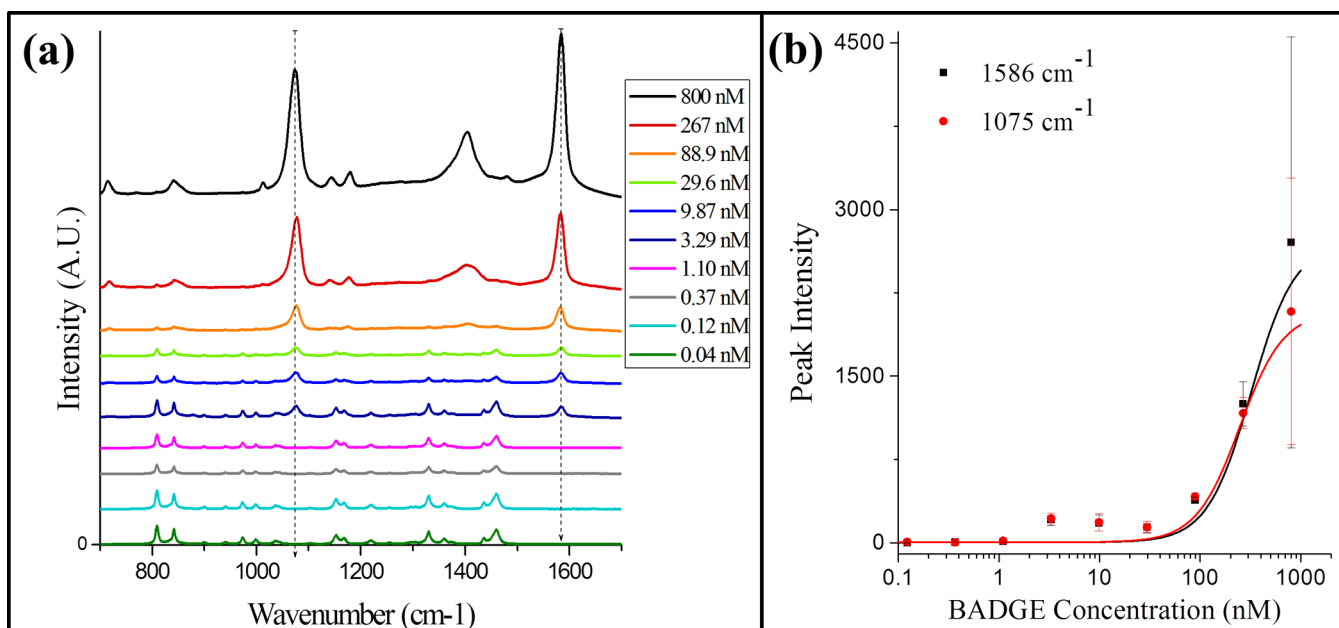 (a)
Intensity (A.U.)
0
800 nM
267 nM
88.9 nM
29.6 nM
9.87 nM
3.29 nM
1.10 nM
0.37 nM
0.12 nM
0.04 nM
800 1000 1200 1400 1600
Wavenumber (cm-1)
(b)
1586 cm-1
1075 cm-1
Peak Intensity
4500
3000
1500
0
0.1 1 10 100 1000
BADGE Concentration (nM)